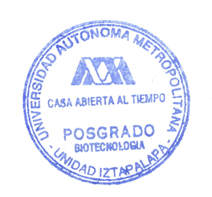 UNIVERSIDAD AUTONOMA METROPOLITANA
CASA ABIERTA AL TIEMPO
POSGRADO
BIOTECNOLOGIA
- UNIDAD IZTAPALAPA -